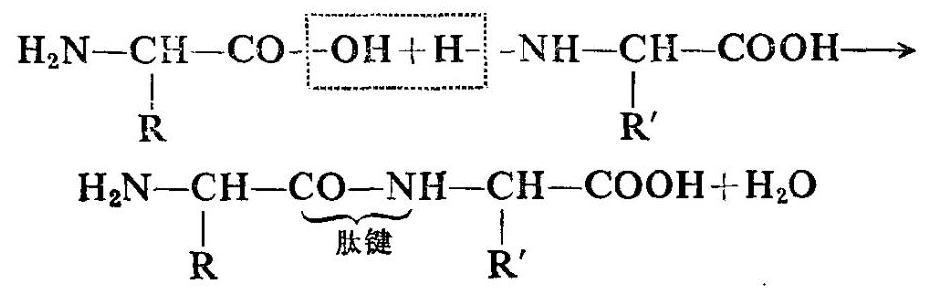 H₂N—CH—CO--OH+H--NH—CH—COOH⟶
R R′
H₂N—CH—CO—NH—CH—COOH+H₂O
肽键
R R′